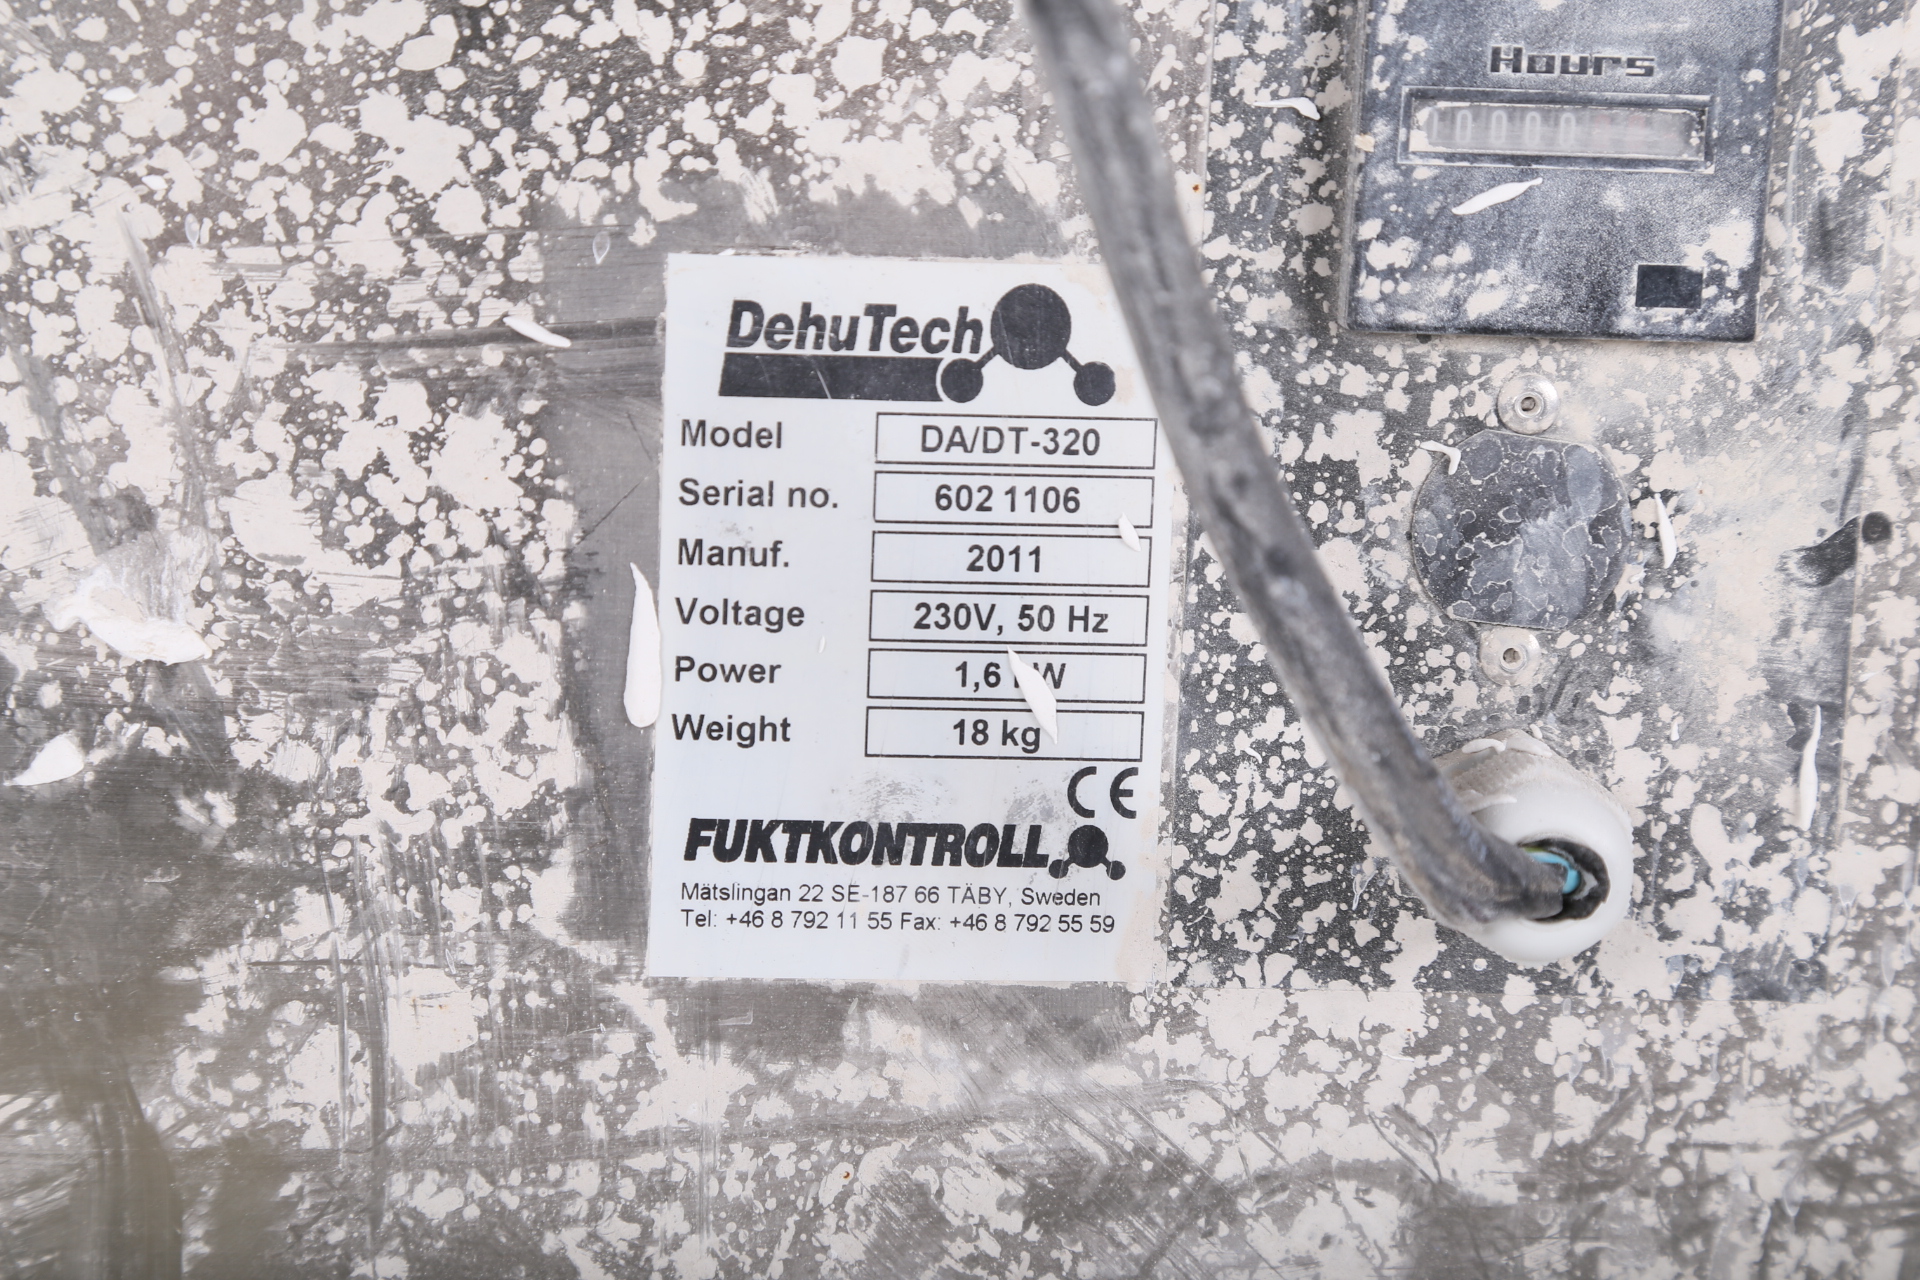 Hours
DehuTech
Model DA/DT-320
Serial no. 602 1106
Manuf. 2011
Voltage 230V, 50 Hz
Power 1,6
Weight 18 kg
CE
FUKTKONTROLL
Mätslingan 22 SE-187 66 TÄBY, Sweden
Tel: +46 8 792 11 55 Fax: +46 8 792 55 59